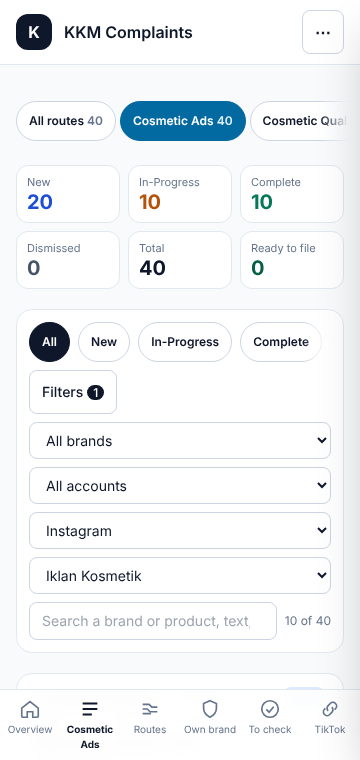 K KKM Complaints ...
All routes 40 Cosmetic Ads 40 Cosmetic Qual
New In-Progress Complete
20 10 10
Dismissed Total Ready to file
0 40 0
All New In-Progress Complete
Filters 1
All brands
All accounts
Instagram
Iklan Kosmetik
Search a brand or product, text, 10 of 40
Overview Cosmetic Ads Routes Own brand To check TikTok